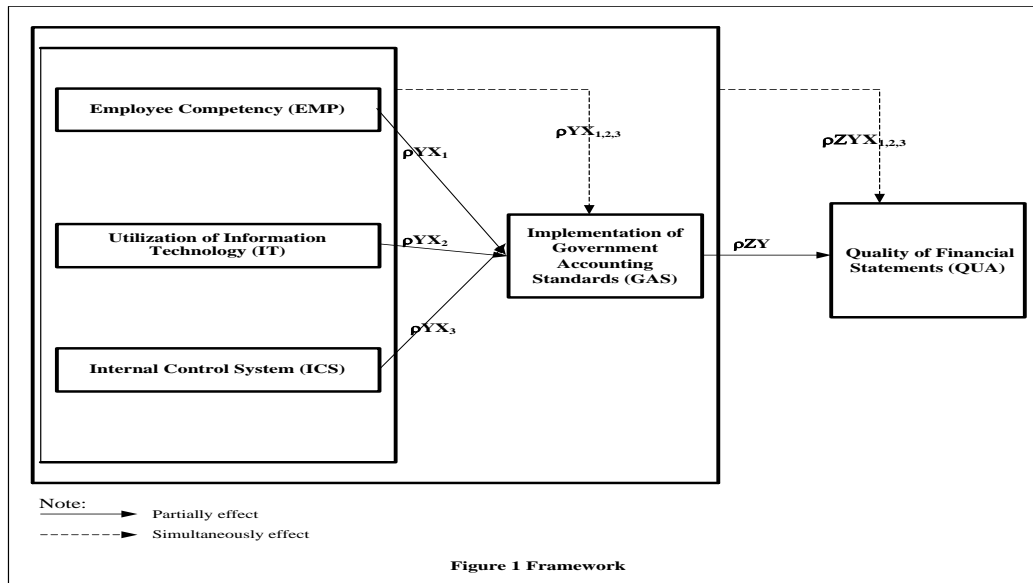 Employee Competency (EMP)
ρYX₁
ρYX₁,₂,₃
ρZYX₁,₂,₃
Utilization of Information
Technology (IT)
ρYX₂
Implementation of
Government
Accounting
Standards (GAS)
ρZY
Quality of Financial
Statements (QUA)
ρYX₃
Internal Control System (ICS)
Note:
Partially effect
Simultaneously effect
Figure 1 Framework